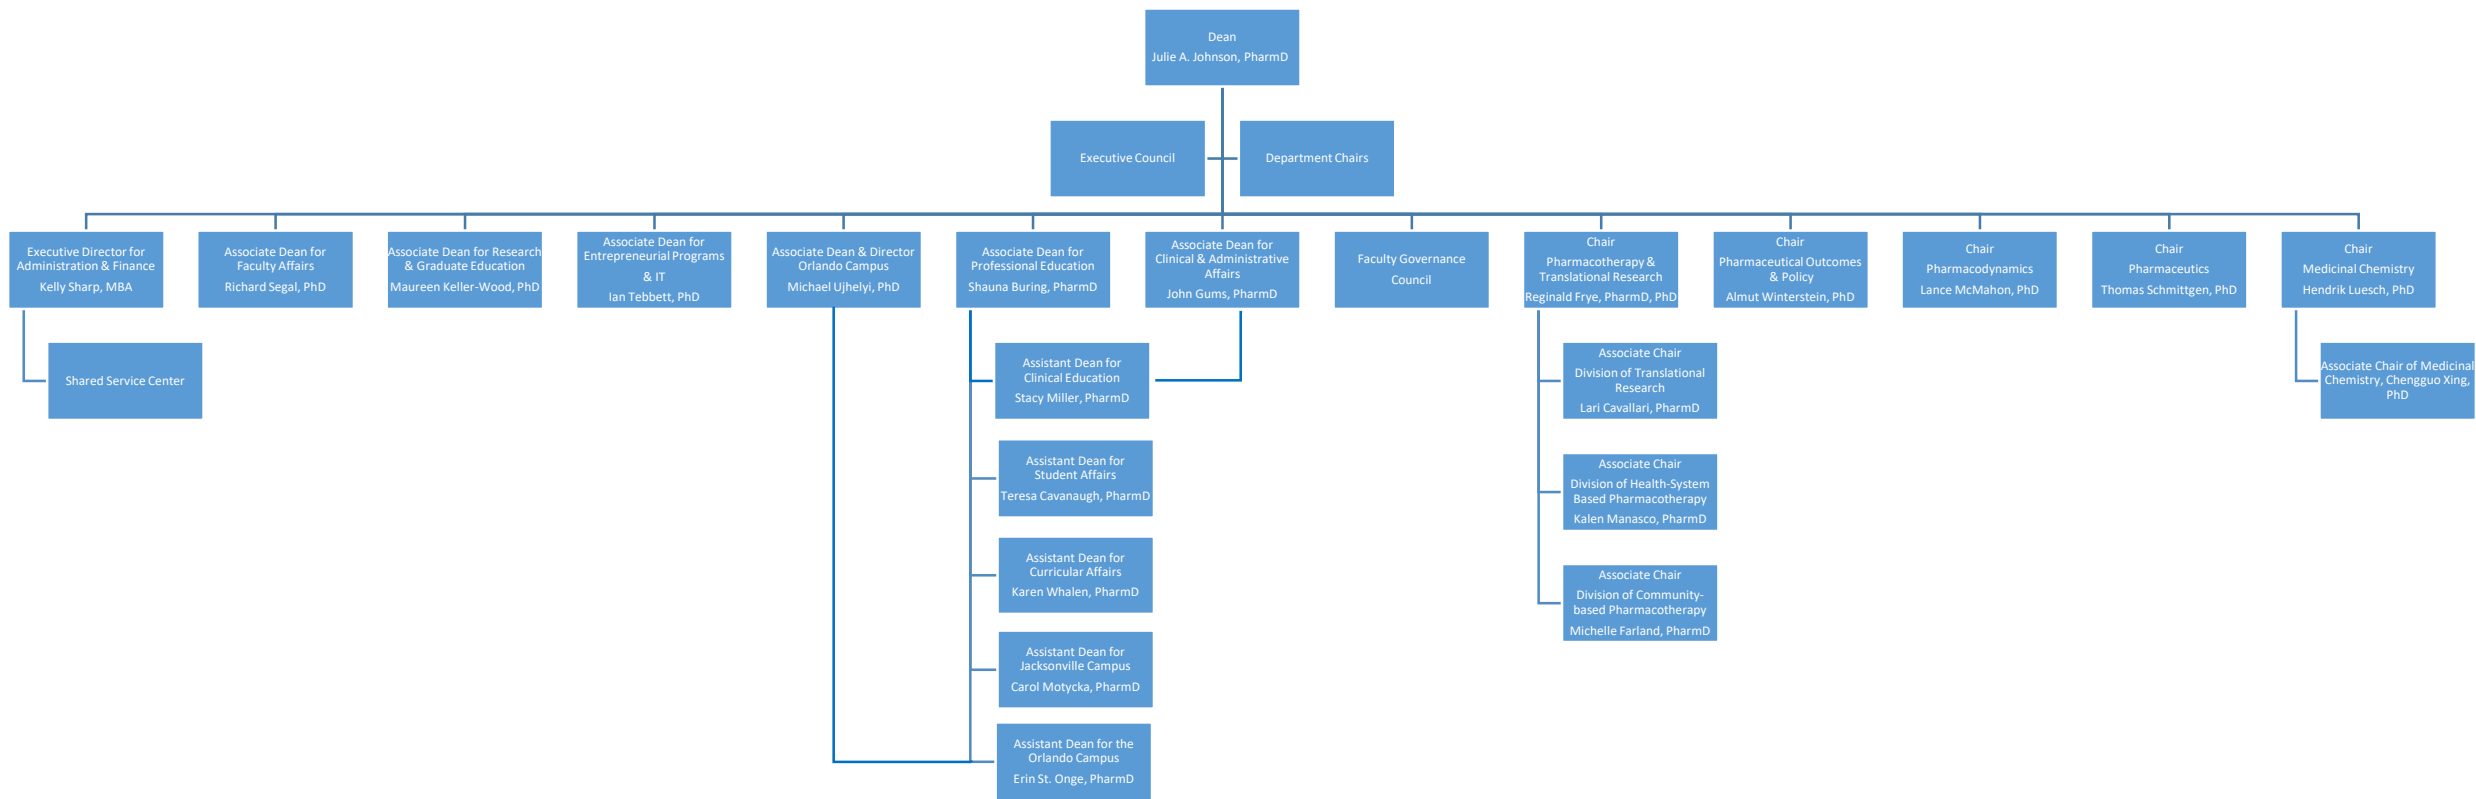 Dean
Julie A. Johnson, PharmD
Executive Council
Department Chairs
Executive Director for
Administration & Finance
Kelly Sharp, MBA
Associate Dean for
Faculty Affairs
Richard Segal, PhD
Associate Dean for Research
& Graduate Education
Maureen Keller-Wood, PhD
Associate Dean for
Entrepreneurial Programs
& IT
Ian Tebbett, PhD
Associate Dean & Director
Orlando Campus
Michael Ujhelyi, PhD
Associate Dean for
Professional Education
Shauna Buring, PharmD
Associate Dean for
Clinical & Administrative
Affairs
John Gums, PharmD
Faculty Governance
Council
Chair
Pharmacotherapy &
Translational Research
Reginald Frye, PharmD, PhD
Chair
Pharmaceutical Outcomes
& Policy
Almut Winterstein, PhD
Chair
Pharmacodynamics
Lance McMahon, PhD
Chair
Pharmaceutics
Thomas Schmittgen, PhD
Chair
Medicinal Chemistry
Hendrik Luesch, PhD
Shared Service Center
Assistant Dean for
Clinical Education
Stacy Miller, PharmD
Assistant Dean for
Student Affairs
Teresa Cavanaugh, PharmD
Assistant Dean for
Curricular Affairs
Karen Whalen, PharmD
Assistant Dean for
Jacksonville Campus
Carol Motycka, PharmD
Assistant Dean for the
Orlando Campus
Erin St. Onge, PharmD
Associate Chair
Division of Translational
Research
Lari Cavallari, PharmD
Associate Chair
Division of Health-System
Based Pharmacotherapy
Kalen Manasco, PharmD
Associate Chair
Division of Community-
based Pharmacotherapy
Michelle Farland, PharmD
Associate Chair of Medicinal
Chemistry, Chengguo Xing,
PhD